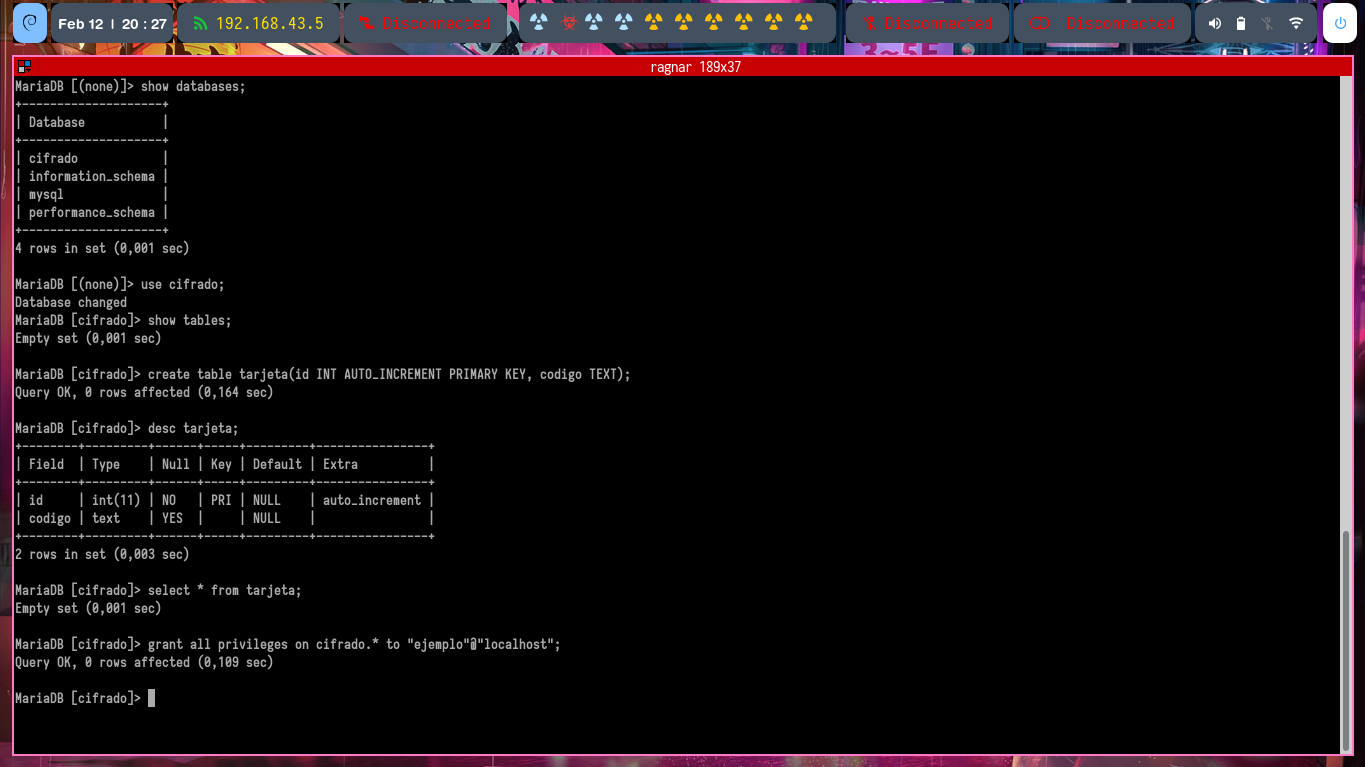 Feb 12 | 20 : 27
192.168.43.5
Disconnected
Disconnected
Disconnected
ragnar 189x37
MariaDB [(none)]> show databases;
+--------------------+
| Database           |
+--------------------+
| cifrado            |
| information_schema |
| mysql              |
| performance_schema |
+--------------------+
4 rows in set (0,001 sec)
MariaDB [(none)]> use cifrado;
Database changed
MariaDB [cifrado]> show tables;
Empty set (0,001 sec)
MariaDB [cifrado]> create table tarjeta(id INT AUTO_INCREMENT PRIMARY KEY, codigo TEXT);
Query OK, 0 rows affected (0,164 sec)
MariaDB [cifrado]> desc tarjeta;
+--------+---------+------+-----+---------+----------------+
| Field  | Type    | Null | Key | Default | Extra          |
+--------+---------+------+-----+---------+----------------+
| id     | int(11) | NO   | PRI | NULL    | auto_increment |
| codigo | text    | YES  |     | NULL    |                |
+--------+---------+------+-----+---------+----------------+
2 rows in set (0,003 sec)
MariaDB [cifrado]> select * from tarjeta;
Empty set (0,001 sec)
MariaDB [cifrado]> grant all privileges on cifrado.* to "ejemplo"@"localhost";
Query OK, 0 rows affected (0,109 sec)
MariaDB [cifrado]>